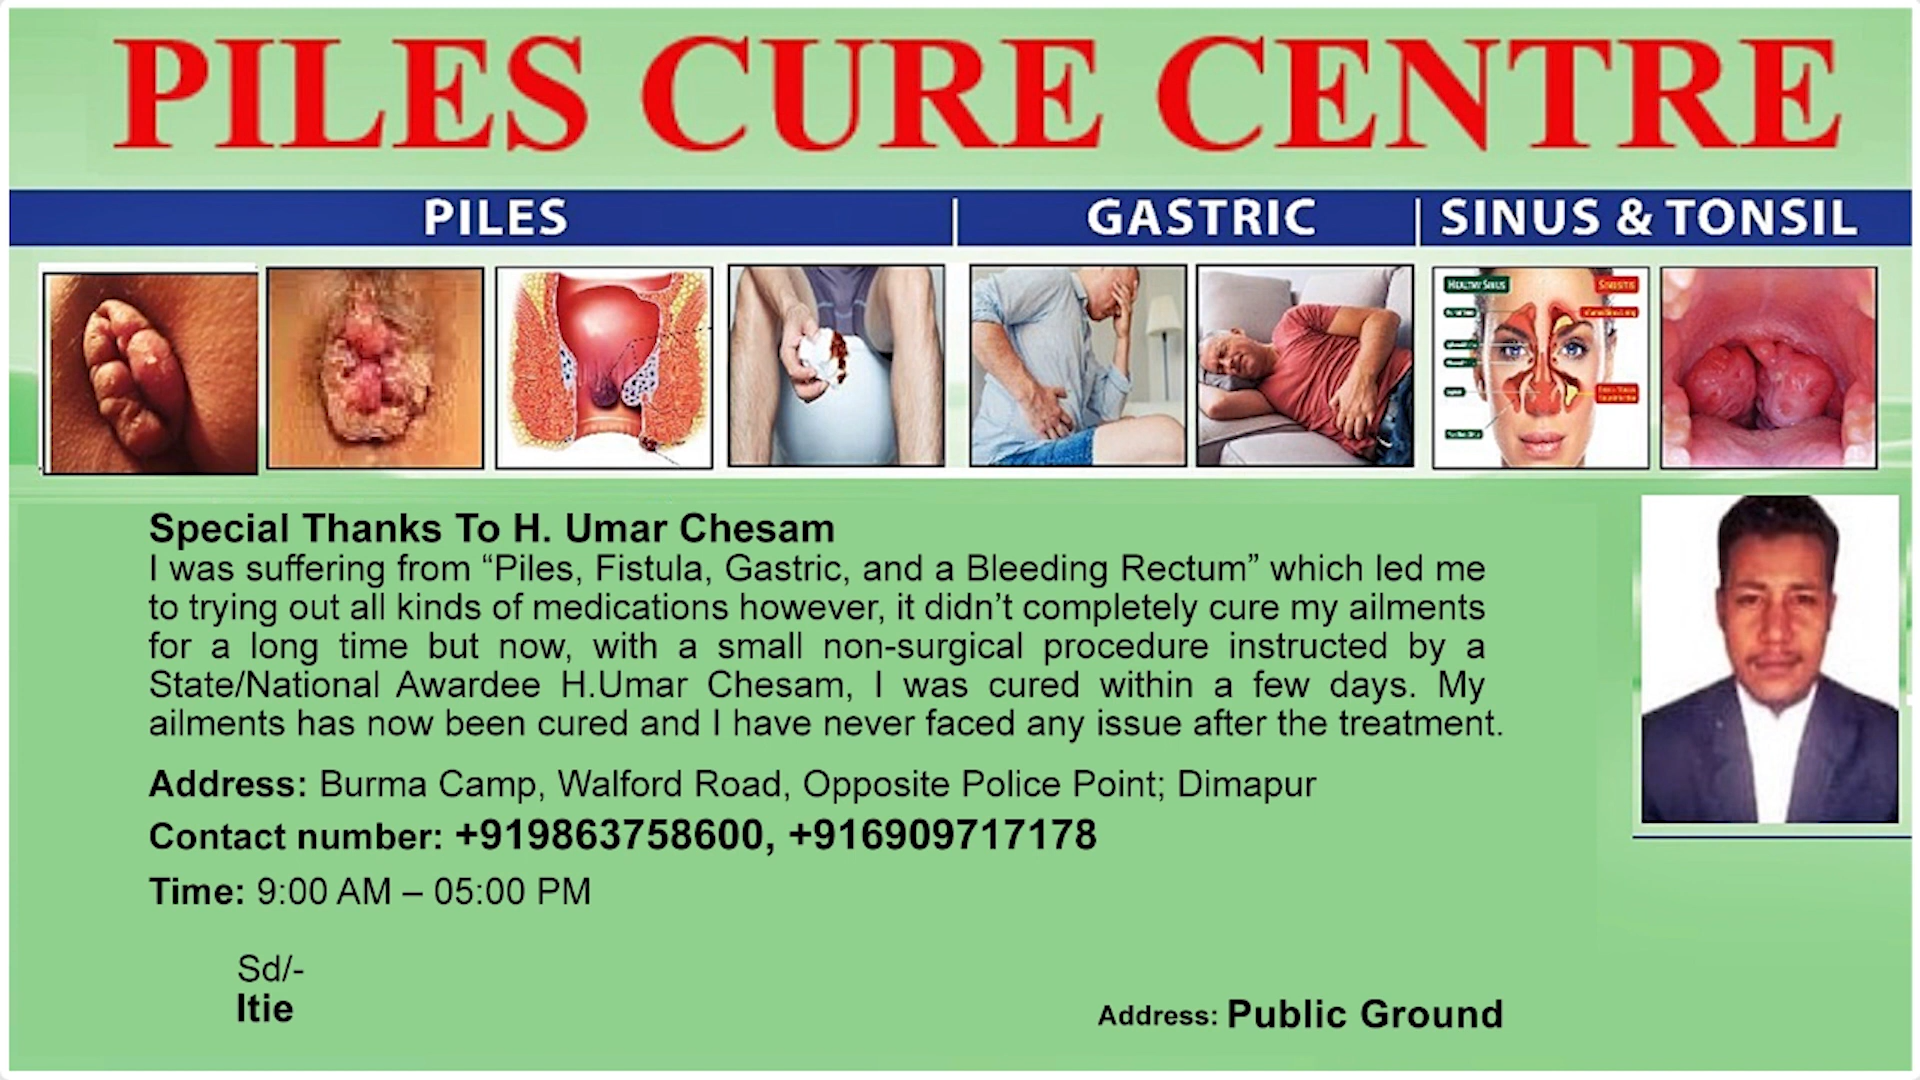 PILES CURE CENTRE
PILES | GASTRIC | SINUS & TONSIL
HEALTHY SINUS
SINUSITIS
Special Thanks To H. Umar Chesam
I was suffering from “Piles, Fistula, Gastric, and a Bleeding Rectum” which led me
to trying out all kinds of medications however, it didn’t completely cure my ailments
for a long time but now, with a small non-surgical procedure instructed by a
State/National Awardee H.Umar Chesam, I was cured within a few days. My
ailments has now been cured and I have never faced any issue after the treatment.
Address: Burma Camp, Walford Road, Opposite Police Point; Dimapur
Contact number: +919863758600, +916909717178
Time: 9:00 AM – 05:00 PM
Sd/-
Itie
Address: Public Ground